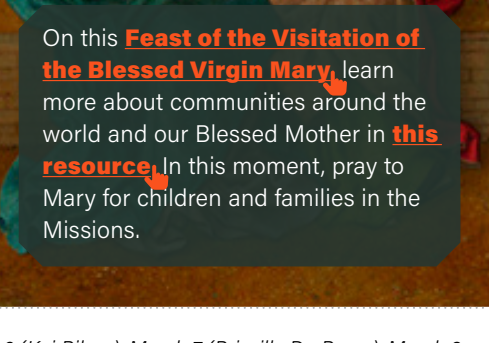 On this Feast of the Visitation of
the Blessed Virgin Mary, learn
more about communities around the
world and our Blessed Mother in this
resource. In this moment, pray to
Mary for children and families in the
Missions.